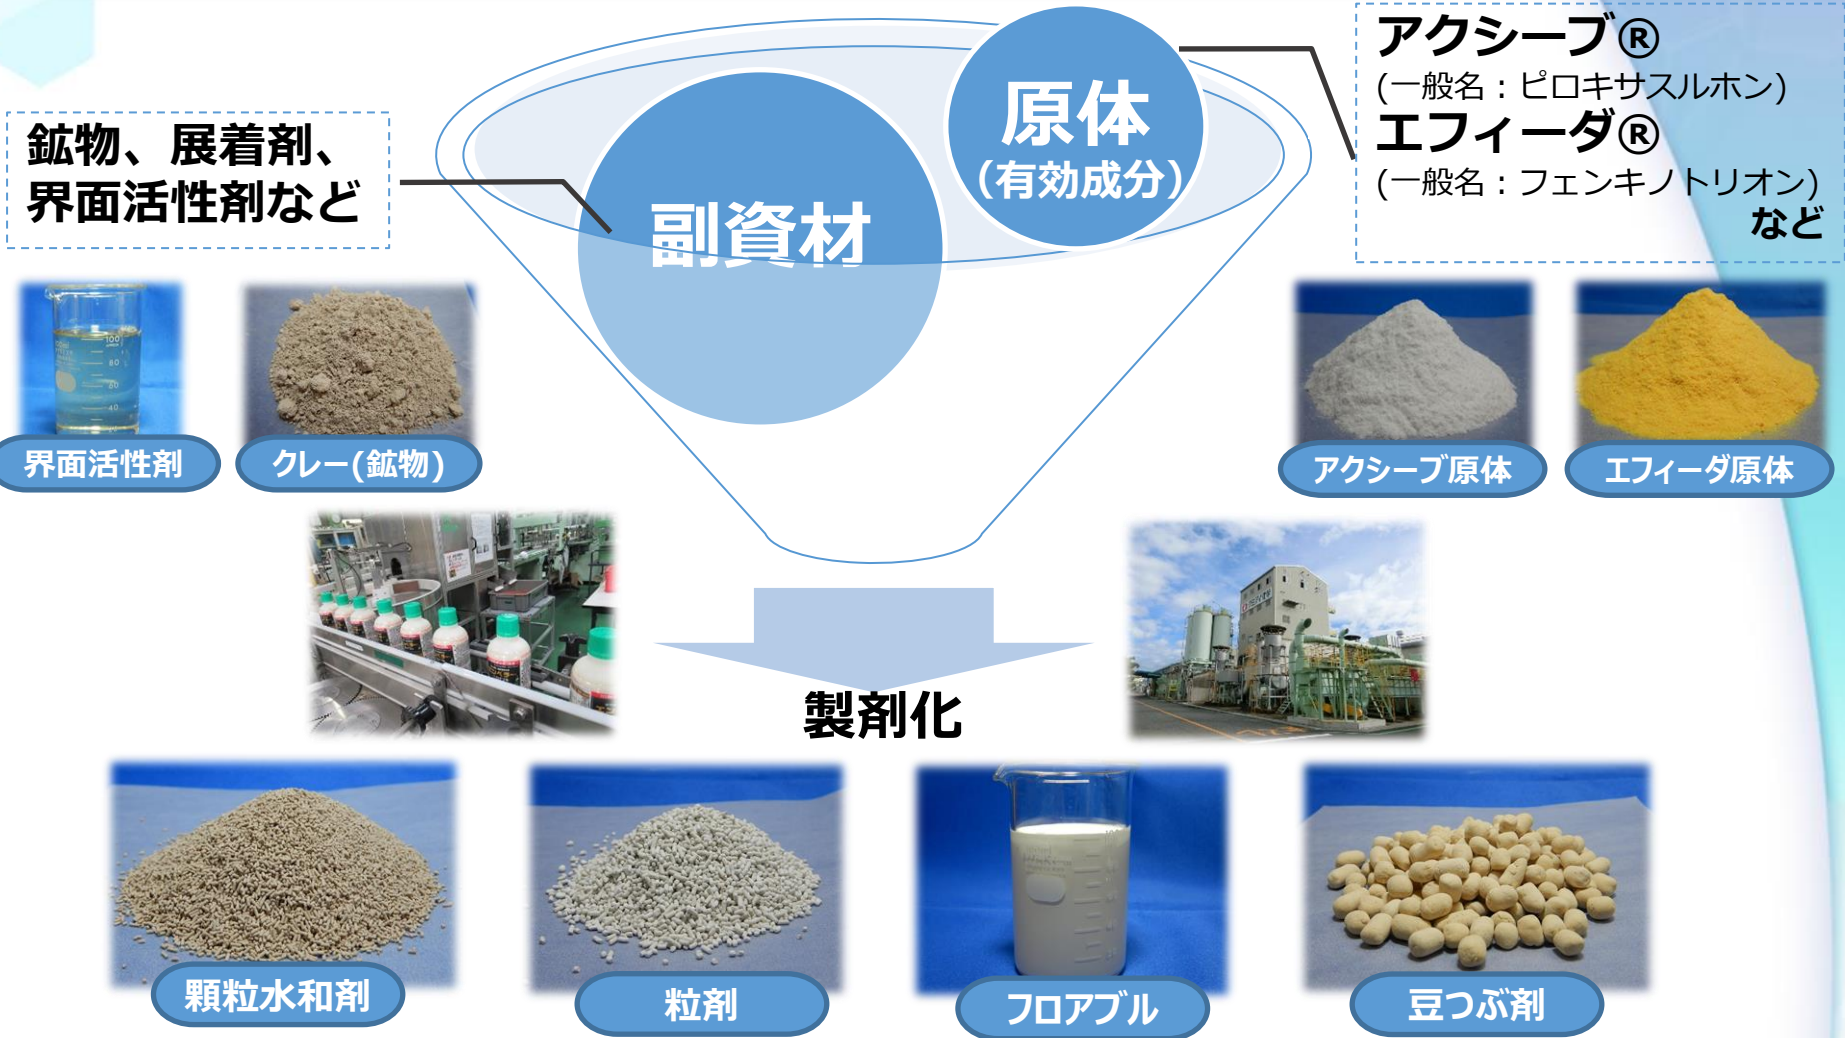 アクシーブ®
(一般名：ピロキサスルホン)
エフィーダ®
(一般名：フェンキノトリオン)
など
原体
（有効成分）
鉱物、展着剤、
界面活性剤など
副資材
界面活性剤
クレー(鉱物)
アクシーブ原体
エフィーダ原体
製剤化
顆粒水和剤
粒剤
フロアブル
豆つぶ剤